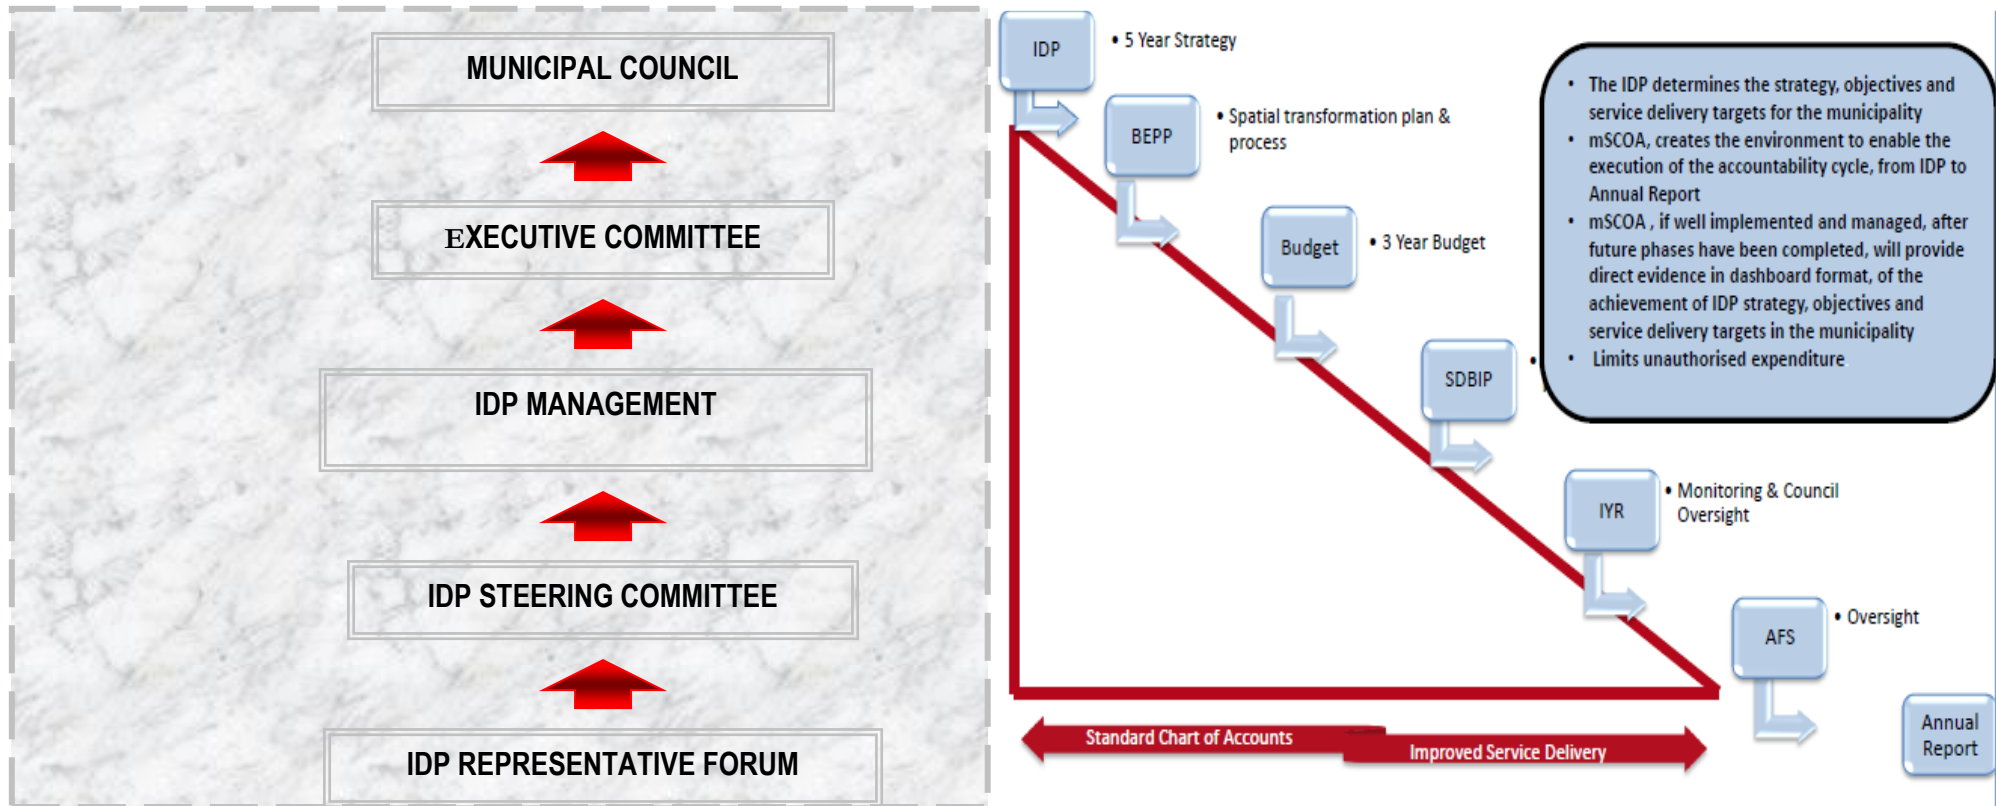 MUNICIPAL COUNCIL
EXECUTIVE COMMITTEE
IDP MANAGEMENT
IDP STEERING COMMITTEE
IDP REPRESENTATIVE FORUM
IDP
• 5 Year Strategy
BEPP
• Spatial transformation plan &
process
Budget
• 3 Year Budget
SDBIP
•
IYR
• Monitoring & Council
Oversight
AFS
• Oversight
Annual
Report
• The IDP determines the strategy, objectives and
service delivery targets for the municipality
• mSCOA, creates the environment to enable the
execution of the accountability cycle, from IDP to
Annual Report
• mSCOA , if well implemented and managed, after
future phases have been completed, will provide
direct evidence in dashboard format, of the
achievement of IDP strategy, objectives and
service delivery targets in the municipality
• Limits unauthorised expenditure
Standard Chart of Accounts
Improved Service Delivery